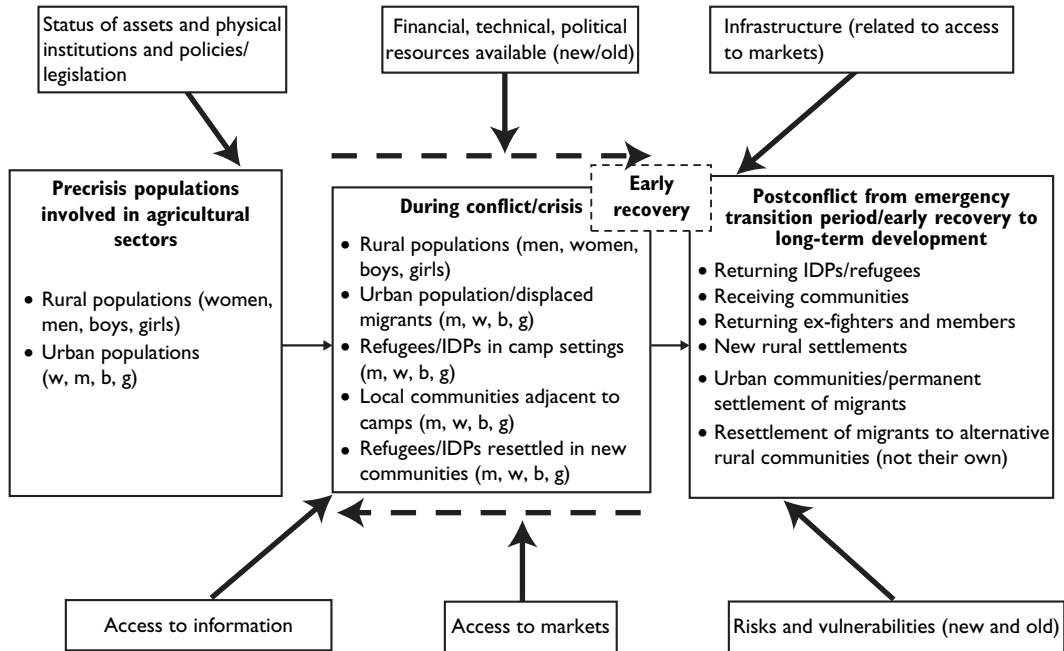 Status of assets and physical
institutions and policies/
legislation
Financial, technical, political
resources available (new/old)
Infrastructure (related to access
to markets)
Precrisis populations
involved in agricultural
sectors
• Rural populations (women,
men, boys, girls)
• Urban populations
(w, m, b, g)
During conflict/crisis
• Rural populations (men, women,
boys, girls)
• Urban population/displaced
migrants (m, w, b, g)
• Refugees/IDPs in camp settings
(m, w, b, g)
• Local communities adjacent to
camps (m, w, b, g)
• Refugees/IDPs resettled in new
communities (m, w, b, g)
Early
recovery
Postconflict from emergency
transition period/early recovery to
long-term development
• Returning IDPs/refugees
• Receiving communities
• Returning ex-fighters and members
• New rural settlements
• Urban communities/permanent
settlement of migrants
• Resettlement of migrants to alternative
rural communities (not their own)
Access to information
Access to markets
Risks and vulnerabilities (new and old)